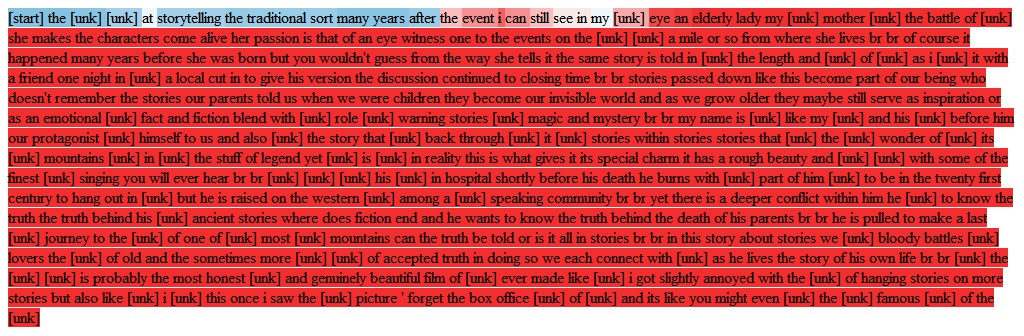 [start] the [unk] [unk] at storytelling the traditional sort many years after the event i can still see in my [unk] eye an elderly lady my [unk] mother [unk] the battle of [unk]
she makes the characters come alive her passion is that of an eye witness one to the events on the [unk] [unk] a mile or so from where she lives br br of course it
happened many years before she was born but you wouldn't guess from the way she tells it the same story is told in [unk] the length and [unk] of [unk] as i [unk] it with
a friend one night in [unk] a local cut in to give his version the discussion continued to closing time br br stories passed down like this become part of our being who
doesn't remember the stories our parents told us when we were children they become our invisible world and as we grow older they maybe still serve as inspiration or
as an emotional [unk] fact and fiction blend with [unk] role [unk] warning stories [unk] magic and mystery br br my name is [unk] like my [unk] and his [unk] before him
our protagonist [unk] himself to us and also [unk] the story that [unk] back through [unk] it [unk] stories within stories stories that [unk] the [unk] wonder of [unk] its
[unk] mountains [unk] in [unk] the stuff of legend yet [unk] is [unk] in reality this is what gives it its special charm it has a rough beauty and [unk] [unk] with some of the
finest [unk] singing you will ever hear br br [unk] [unk] [unk] his [unk] in hospital shortly before his death he burns with [unk] part of him [unk] to be in the twenty first
century to hang out in [unk] but he is raised on the western [unk] among a [unk] speaking community br br yet there is a deeper conflict within him he [unk] to know the
truth the truth behind his [unk] ancient stories where does fiction end and he wants to know the truth behind the death of his parents br br he is pulled to make a last
[unk] journey to the [unk] of one of [unk] most [unk] mountains can the truth be told or is it all in stories br br in this story about stories we [unk] bloody battles [unk]
lovers the [unk] of old and the sometimes more [unk] [unk] of accepted truth in doing so we each connect with [unk] as he lives the story of his own life br br [unk] the
[unk] [unk] is probably the most honest [unk] and genuinely beautiful film of [unk] ever made like [unk] i got slightly annoyed with the [unk] of hanging stories on more
stories but also like [unk] i [unk] this once i saw the [unk] picture ' forget the box office [unk] of [unk] and its like you might even [unk] the [unk] famous [unk] of the
[unk]